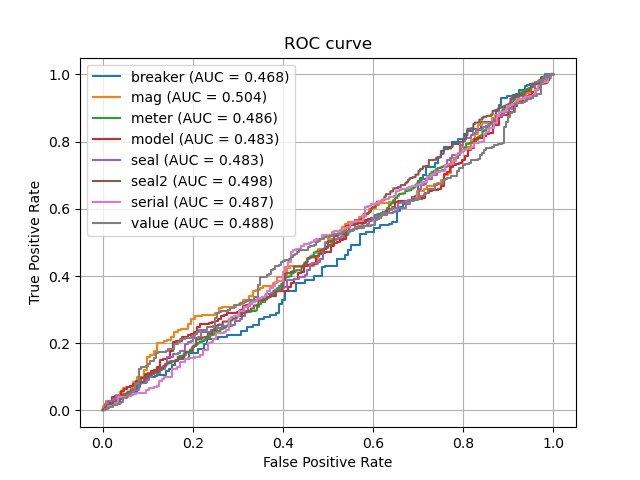 ROC curve
breaker (AUC = 0.468)
mag (AUC = 0.504)
meter (AUC = 0.486)
model (AUC = 0.483)
seal (AUC = 0.483)
seal2 (AUC = 0.498)
serial (AUC = 0.487)
value (AUC = 0.488)
True Positive Rate
1.0
0.8
0.6
0.4
0.2
0.0
0.0 0.2 0.4 0.6 0.8 1.0
False Positive Rate